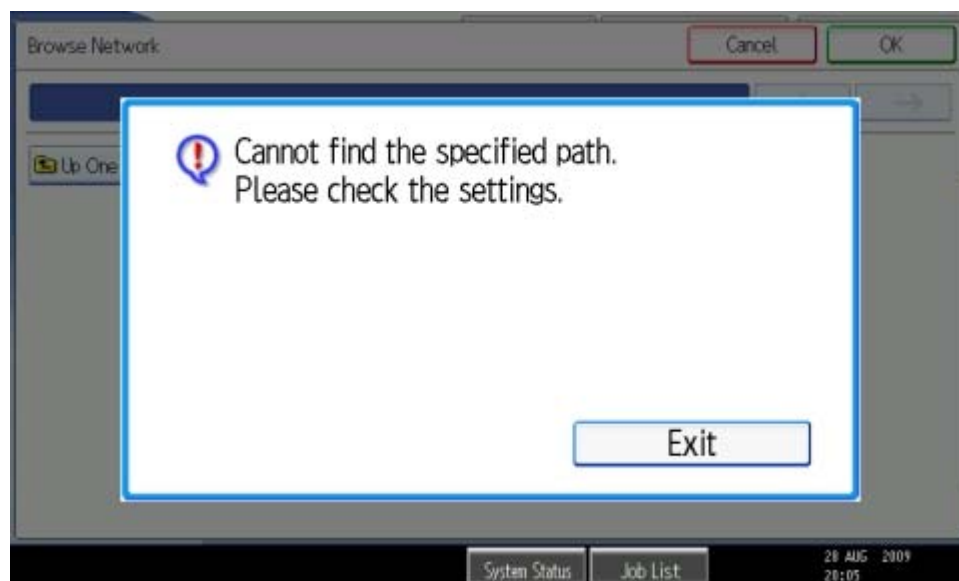 Browse Network
Cancel
OK
Up One
Cannot find the specified path.
Please check the settings.
Exit
System Status
Job List
28 AUG 2009
20:05